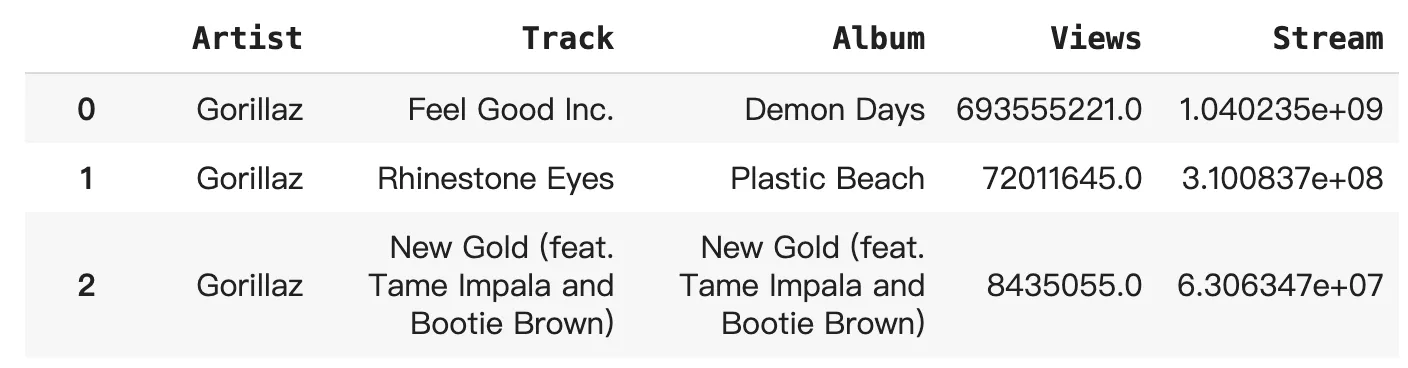 Artist Track Album Views Stream
0 Gorillaz Feel Good Inc. Demon Days 693555221.0 1.040235e+09
1 Gorillaz Rhinestone Eyes Plastic Beach 72011645.0 3.100837e+08
New Gold (feat. New Gold (feat.
2 Gorillaz Tame Impala and Tame Impala and 8435055.0 6.306347e+07
Bootie Brown) Bootie Brown)